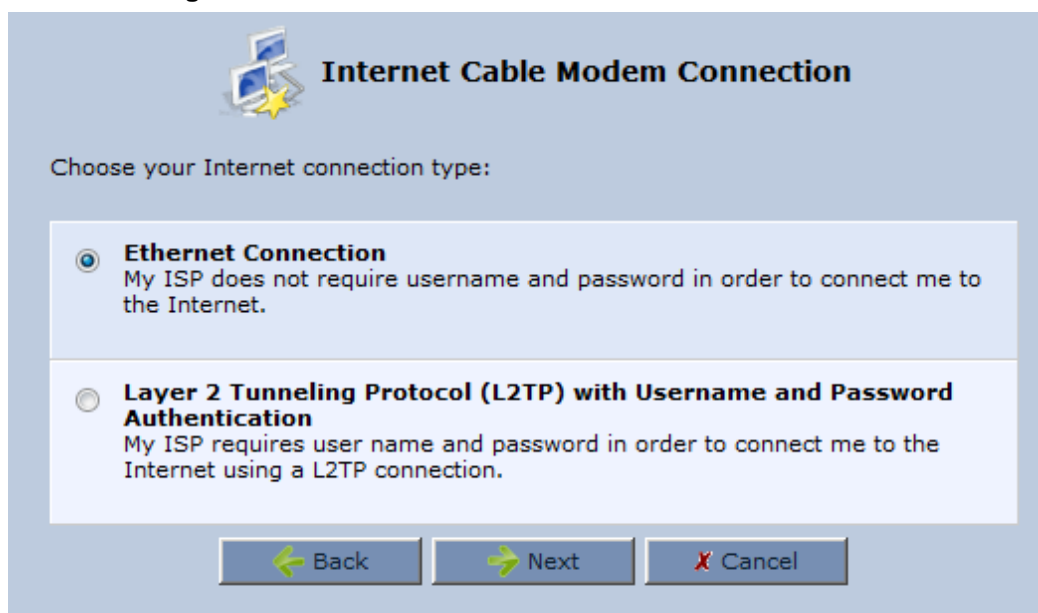 Internet Cable Modem Connection
Choose your Internet connection type:
Ethernet Connection
My ISP does not require username and password in order to connect me to
the Internet.
Layer 2 Tunneling Protocol (L2TP) with Username and Password
Authentication
My ISP requires user name and password in order to connect me to the
Internet using a L2TP connection.
Back Next Cancel